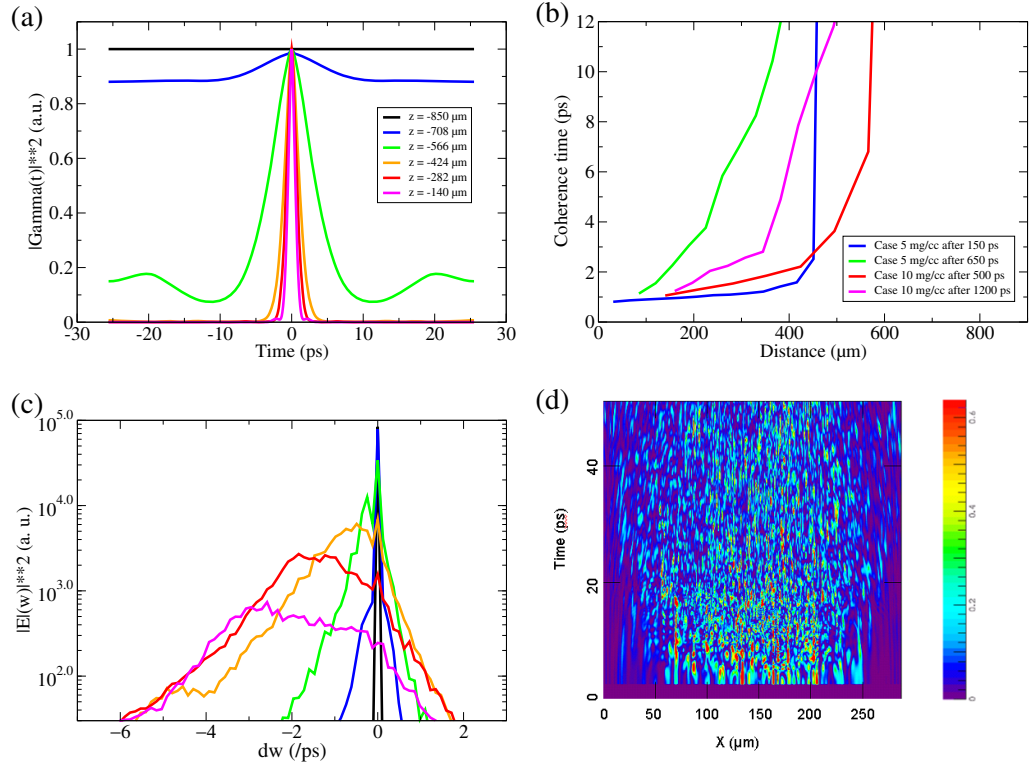 (a)
|Gamma(t)|**2 (a.u.)
1
0.8
0.6
0.4
0.2
0
z = -850 µm
z = -708 µm
z = -566 µm
z = -424 µm
z = -282 µm
z = -140 µm
-30 -20 -10 0 10 20 30
Time (ps)
(b)
Coherence time (ps)
12
10
8
6
4
2
0
Case 5 mg/cc after 150 ps
Case 5 mg/cc after 650 ps
Case 10 mg/cc after 500 ps
Case 10 mg/cc after 1200 ps
0 200 400 600 800
Distance (µm)
(c)
|E(w)|**2 (a. u.)
10^5.0
10^4.0
10^3.0
10^2.0
−6 −4 −2 0 2
dw (/ps)
(d)
Time (ps)
40
20
0
0 50 100 150 200 250
X (µm)
0.6
0.4
0.2
0